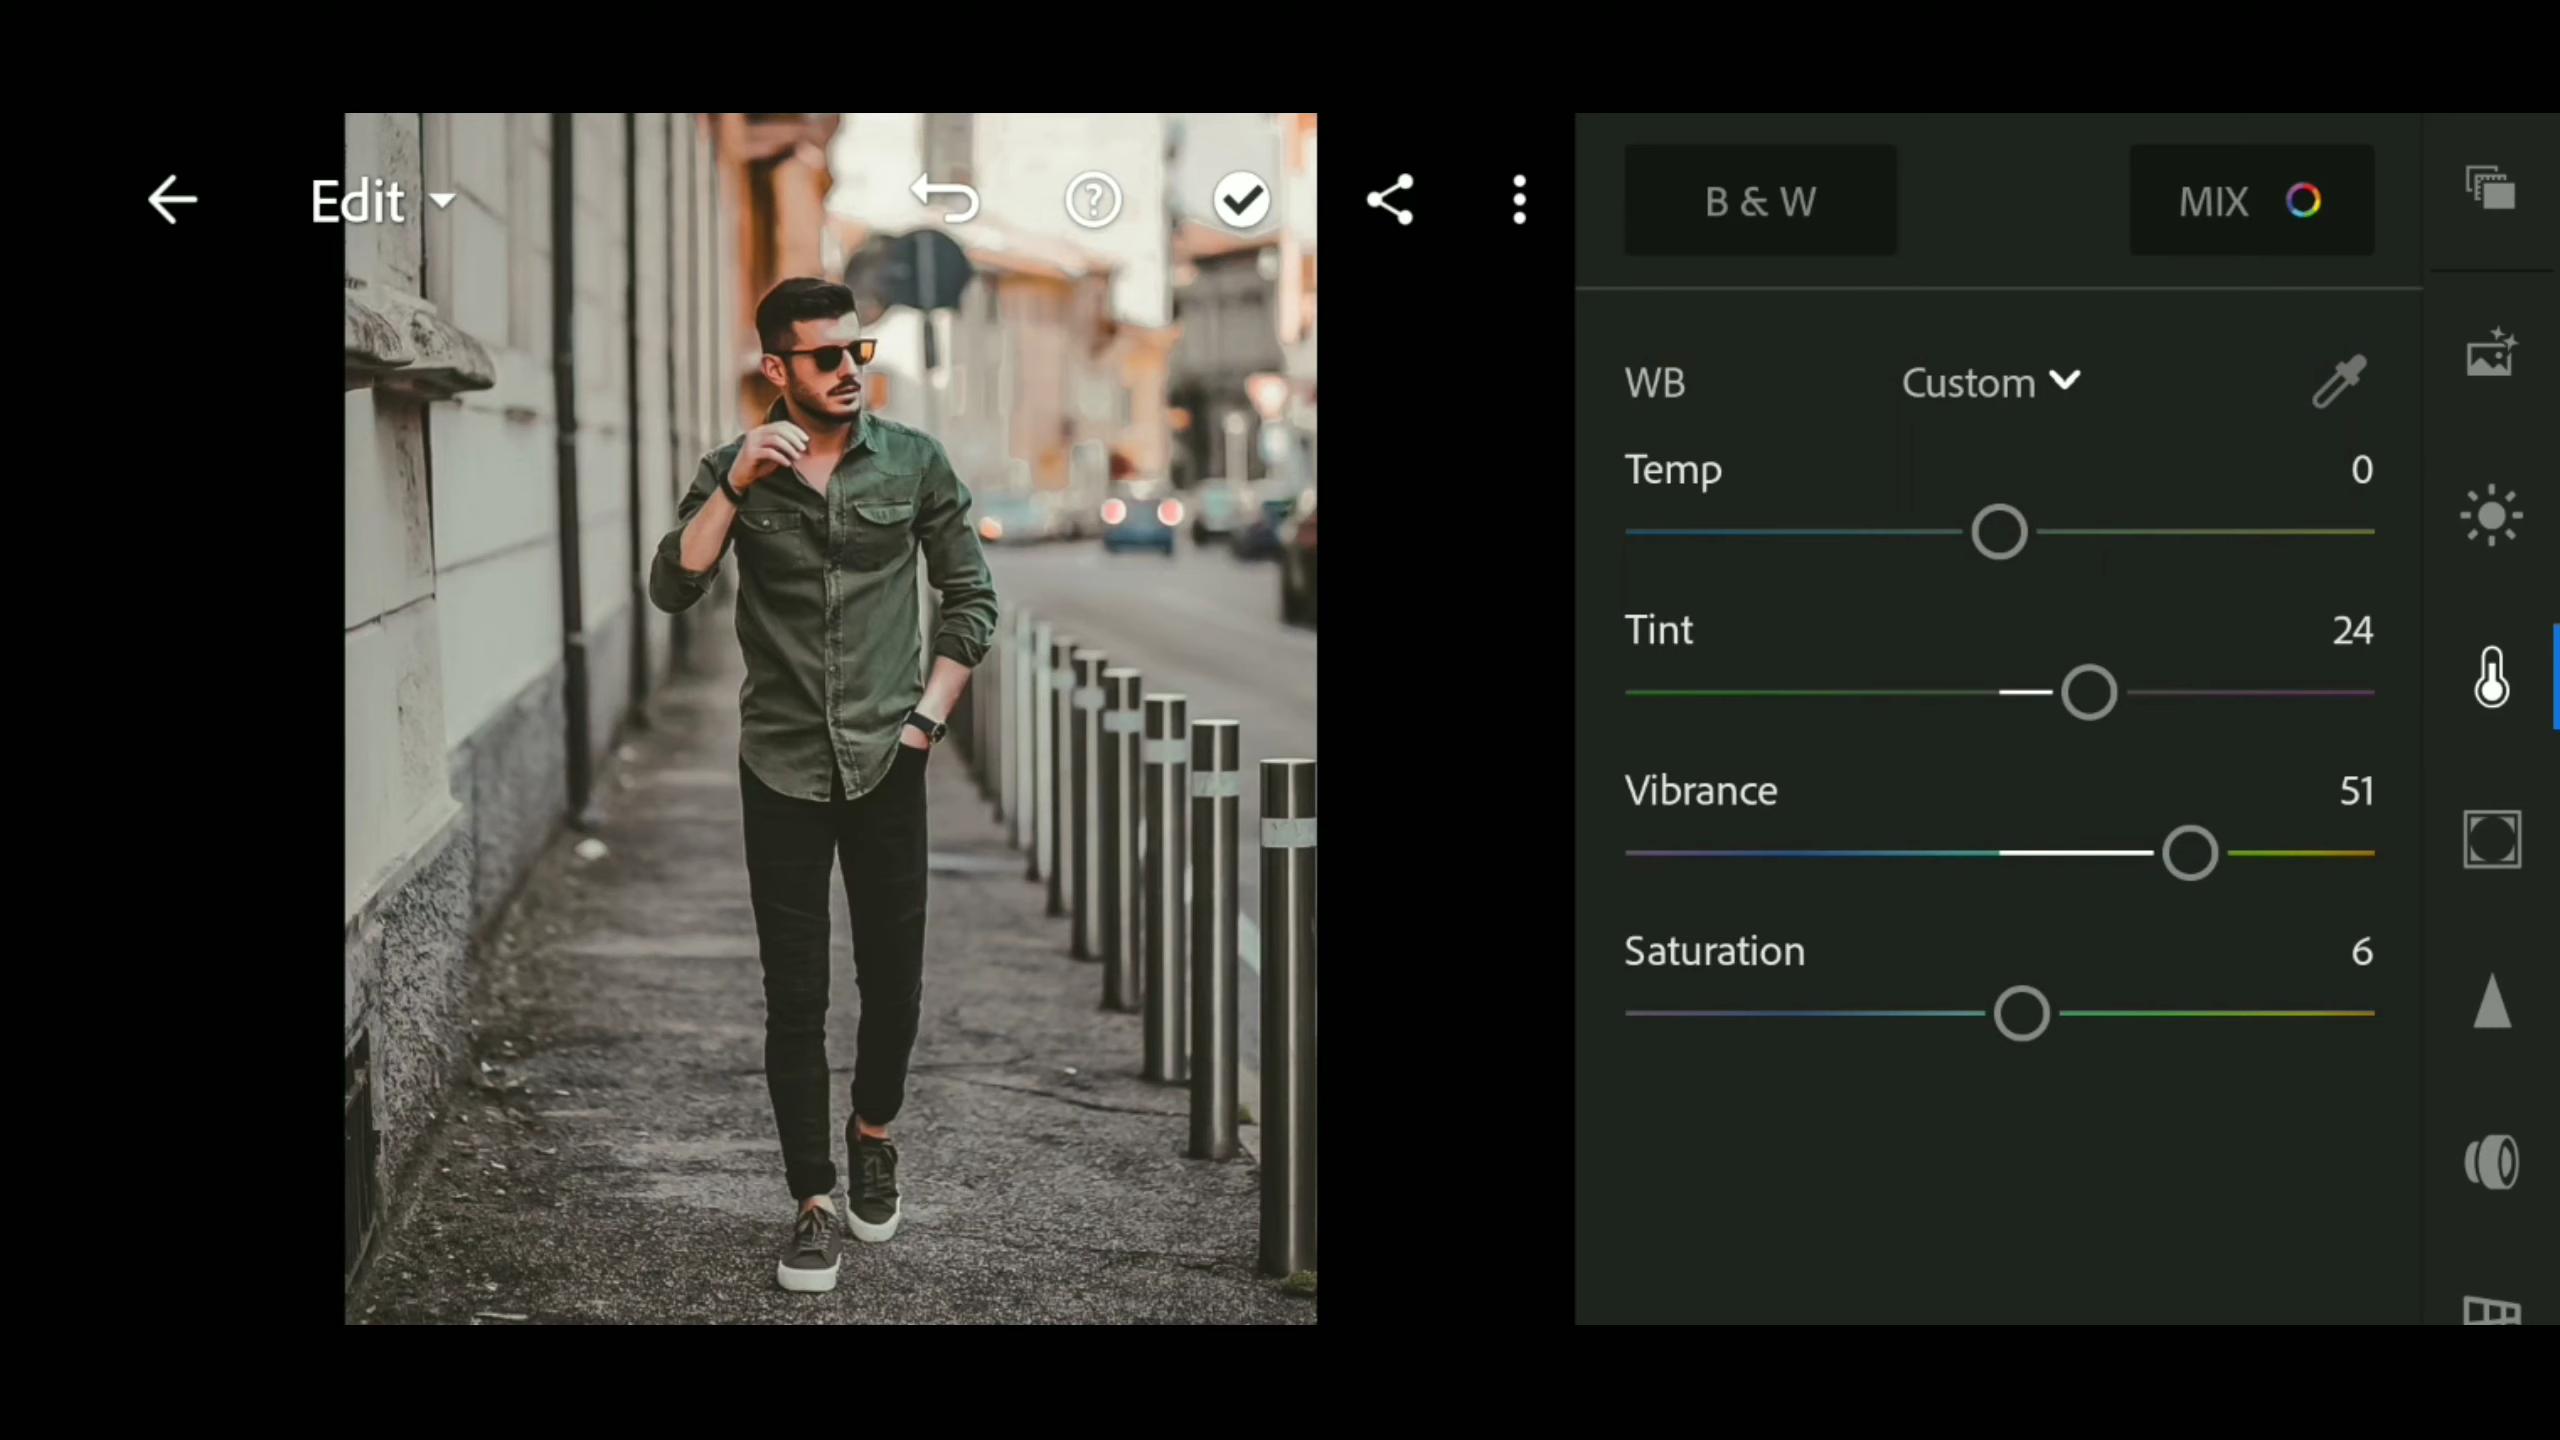 Edit
B & W
MIX
WB Custom
Temp 0
Tint 24
Vibrance 51
Saturation 6